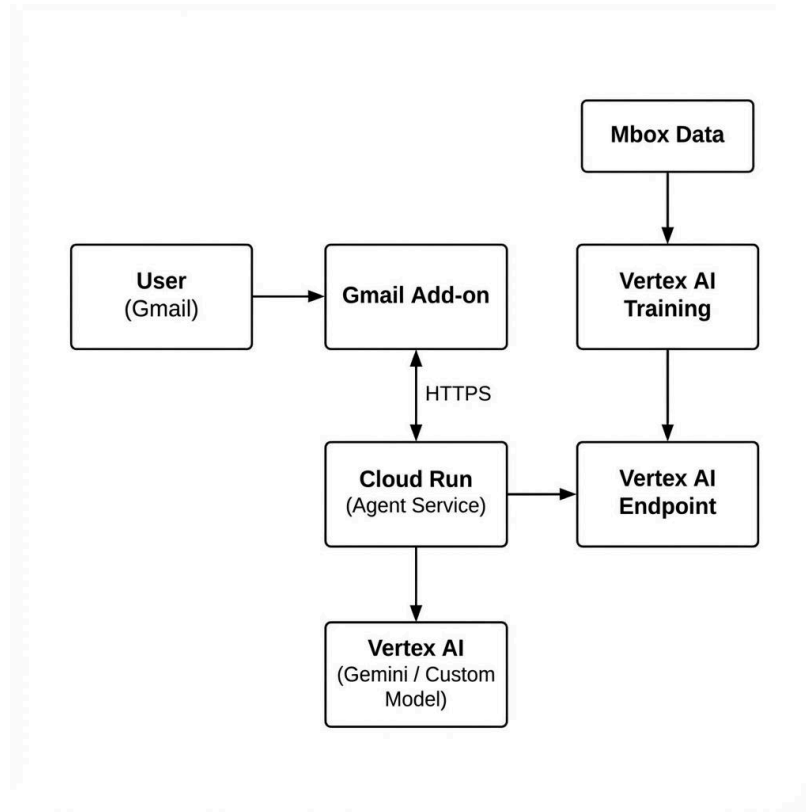 Mbox Data
User
(Gmail)
Gmail Add-on
Vertex AI
Training
HTTPS
Cloud Run
(Agent Service)
Vertex AI
Endpoint
Vertex AI
(Gemini / Custom
Model)